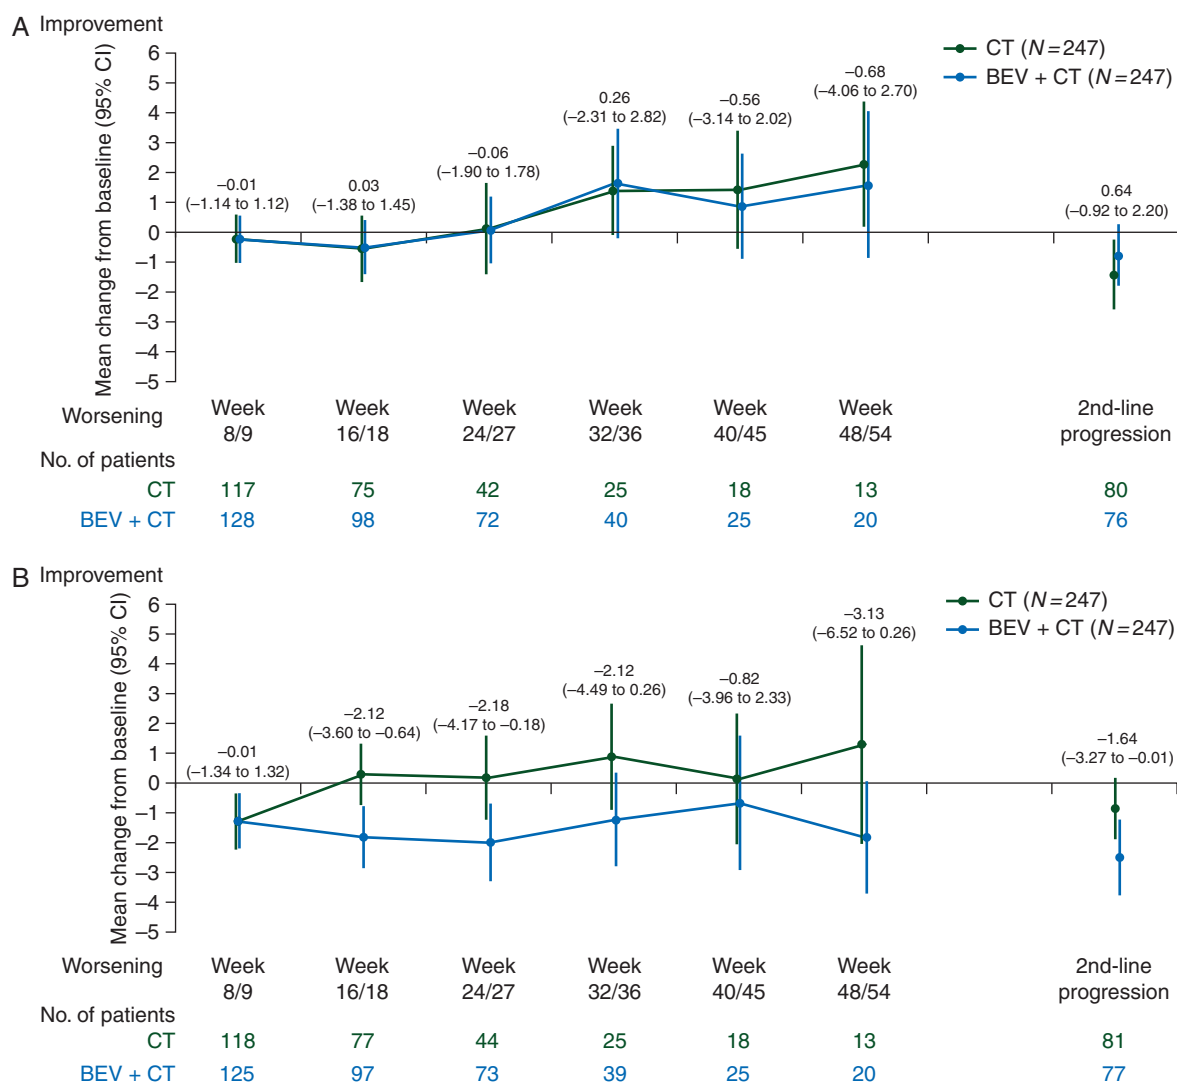 A Improvement
Mean change from baseline (95% CI)
6
5
4
3
2
1
0
–1
–2
–3
–4
–5
CT (N=247)
BEV + CT (N=247)
–0.01
(–1.14 to 1.12)
0.03
(–1.38 to 1.45)
–0.06
(–1.90 to 1.78)
0.26
(–2.31 to 2.82)
–0.56
(–3.14 to 2.02)
–0.68
(–4.06 to 2.70)
0.64
(–0.92 to 2.20)
Worsening
Week 8/9
Week 16/18
Week 24/27
Week 32/36
Week 40/45
Week 48/54
2nd-line progression
No. of patients
CT 117 75 42 25 18 13 80
BEV + CT 128 98 72 40 25 20 76
B Improvement
Mean change from baseline (95% CI)
6
5
4
3
2
1
0
–1
–2
–3
–4
–5
CT (N=247)
BEV + CT (N=247)
–0.01
(–1.34 to 1.32)
–2.12
(–3.60 to –0.64)
–2.18
(–4.17 to –0.18)
–2.12
(–4.49 to 0.26)
–0.82
(–3.96 to 2.33)
–3.13
(–6.52 to 0.26)
–1.64
(–3.27 to –0.01)
Worsening
Week 8/9
Week 16/18
Week 24/27
Week 32/36
Week 40/45
Week 48/54
2nd-line progression
No. of patients
CT 118 77 44 25 18 13 81
BEV + CT 125 97 73 39 25 20 77